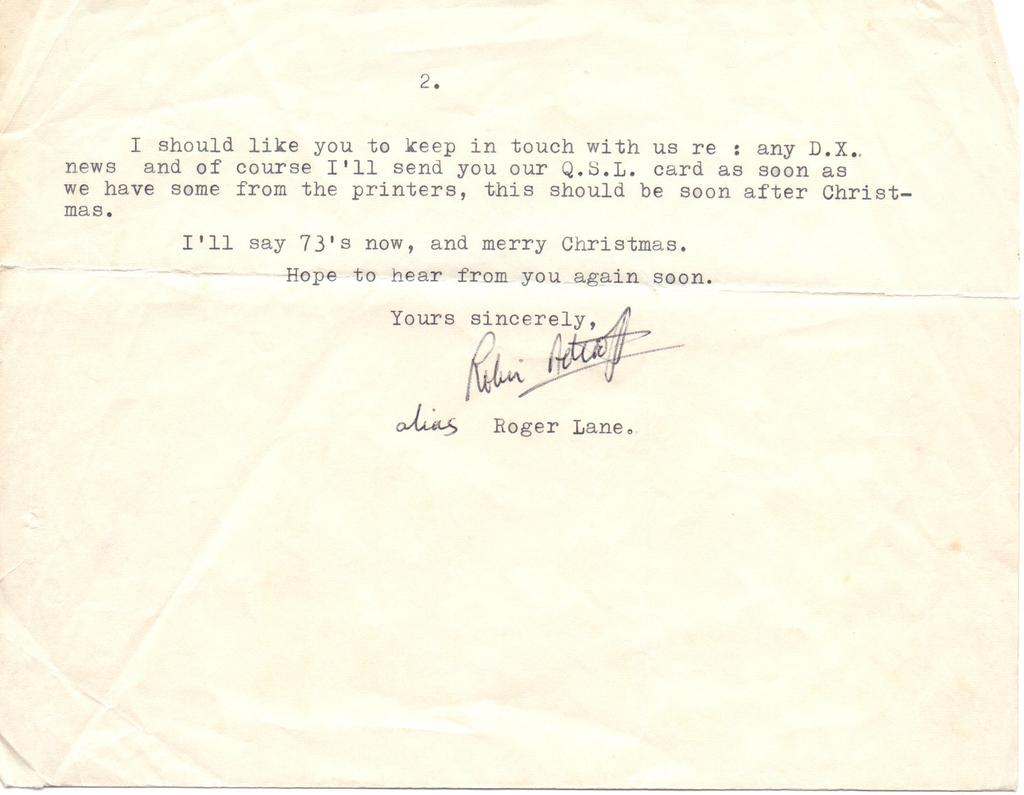 2.
I should like you to keep in touch with us re : any D.X..
news and of course I'll send you our Q.S.L. card as soon as
we have some from the printers, this should be soon after Christ-
mas.
I'll say 73's now, and merry Christmas.
Hope to hear from you again soon.
Yours sincerely,
Robin
alias Roger Lane.